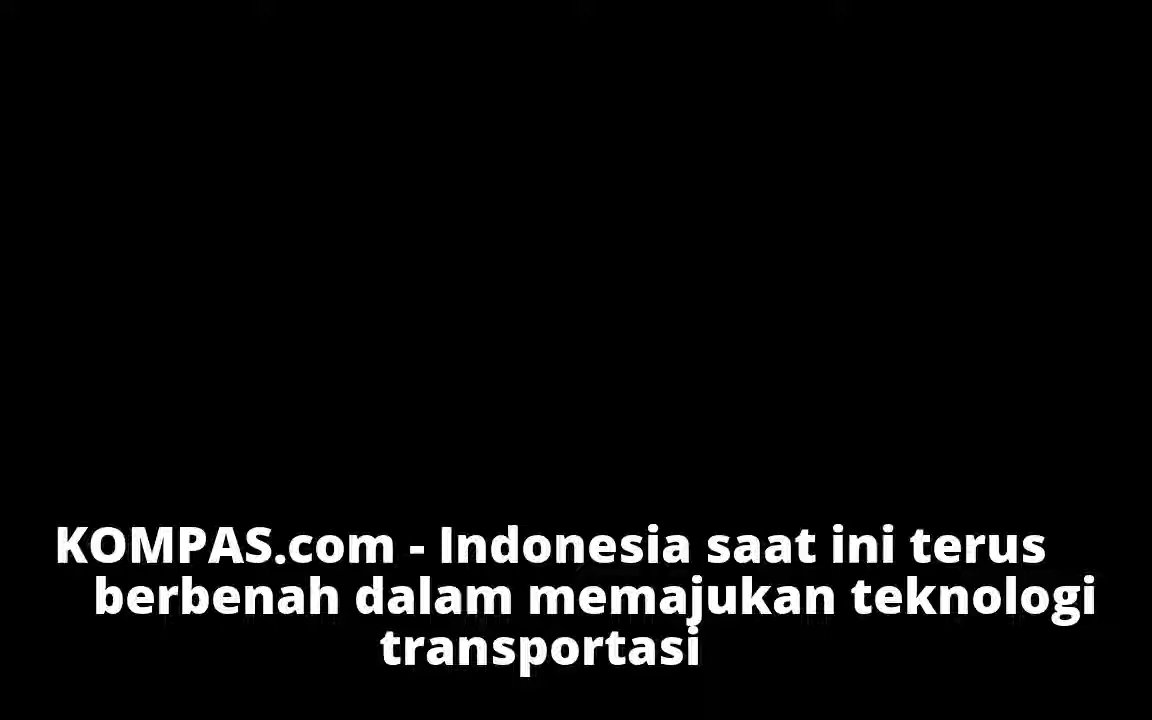 KOMPAS.com - Indonesia saat ini terus
berbenah dalam memajukan teknologi
transportasi